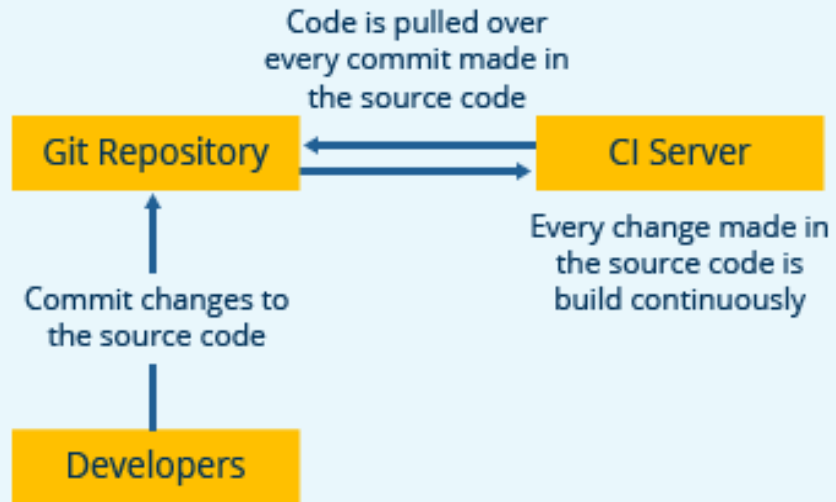 Code is pulled over
every commit made in
the source code
Git Repository
CI Server
Every change made in
the source code is
build continuously
Commit changes to
the source code
Developers